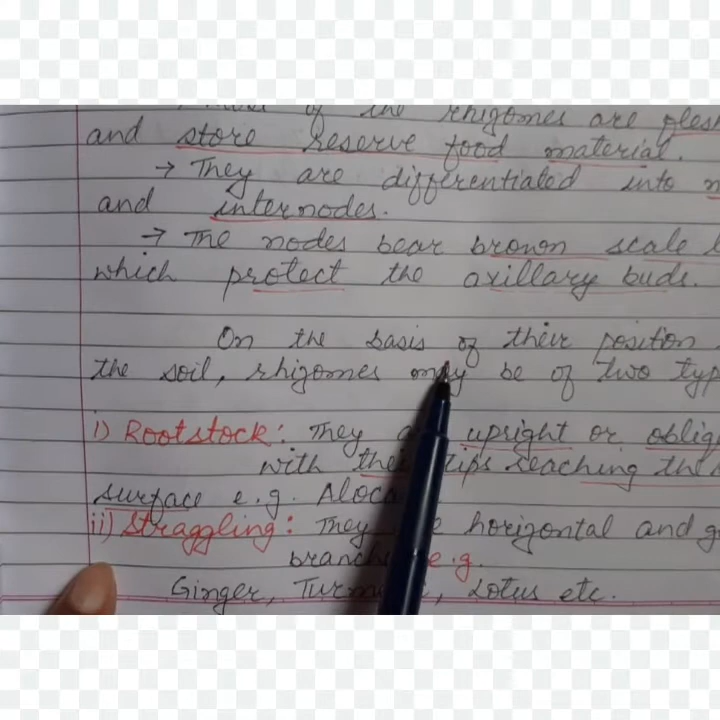 of the rhizomes are
and store reserve food material.
→ They are differentiated into
and internodes.
→ The nodes bear brown scale
which protect the axillary buds.
On the basis of their position
the soil, rhizomes may be of two
i) Rootstock: They upright or
with their tips reaching the
surface e.g.
ii) Straggling: They horizontal and
e.g.
Ginger, Lotus etc.